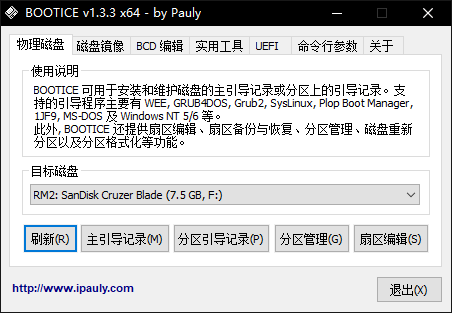 BOOTICE v1.3.3 x64 - by Pauly
物理磁盘 磁盘镜像 BCD 编辑 实用工具 UEFI 命令行参数 关于
使用说明
BOOTICE 可用于安装和维护磁盘的主引导记录或分区上的引导记录。支
持的引导程序主要有 WEE, GRUB4DOS, Grub2, SysLinux, Plop Boot Manager,
1JF9, MS-DOS 及 Windows NT 5/6 等。
此外, BOOTICE 还提供扇区编辑、扇区备份与恢复、分区管理、磁盘重新
分区以及分区格式化等功能。
目标磁盘
RM2: SanDisk Cruzer Blade (7.5 GB, F:)
刷新(R) 主引导记录(M) 分区引导记录(P) 分区管理(G) 扇区编辑(S)
http://www.ipauly.com 退出(X)